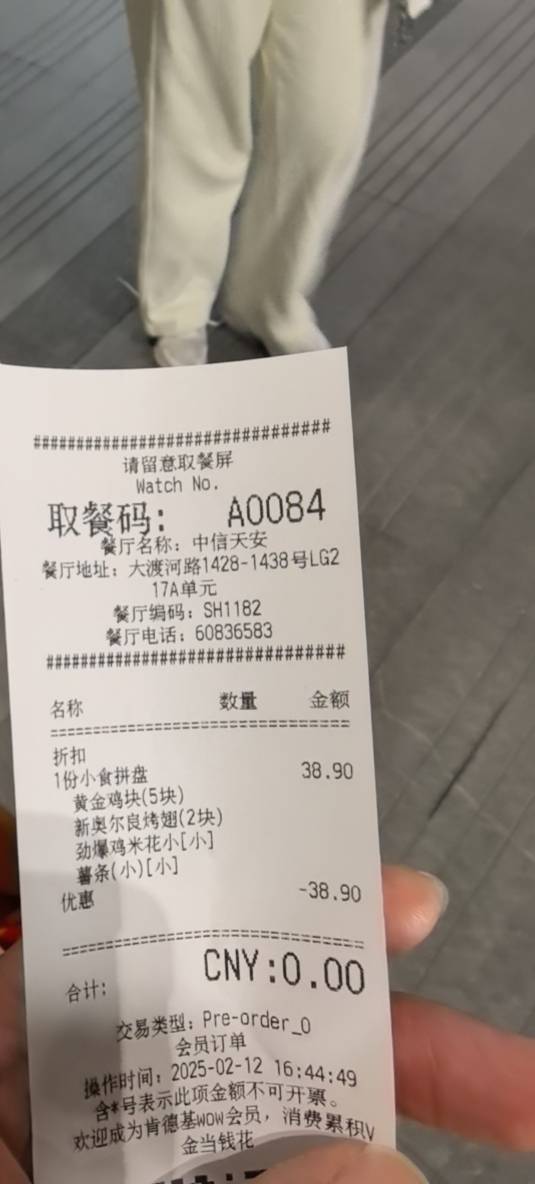 ###############################
请留意取餐屏
Watch No.
取餐码: A0084
餐厅名称: 中信天安
餐厅地址: 大渡河路1428-1438号LG2
17A单元
餐厅编码: SH1182
餐厅电话: 60836583
###############################
名称 数量 金额
================================
折扣
1份小食拼盘 38.90
黄金鸡块(5块)
新奥尔良烤翅(2块)
劲爆鸡米花小[小]
薯条(小)[小]
优惠 -38.90
================================
合计: CNY:0.00
交易类型: Pre-order_0
会员订单
操作时间: 2025-02-12 16:44:49
含*号表示此项金额不可开票。
欢迎成为肯德基WOW会员, 消费累积V
金当钱花